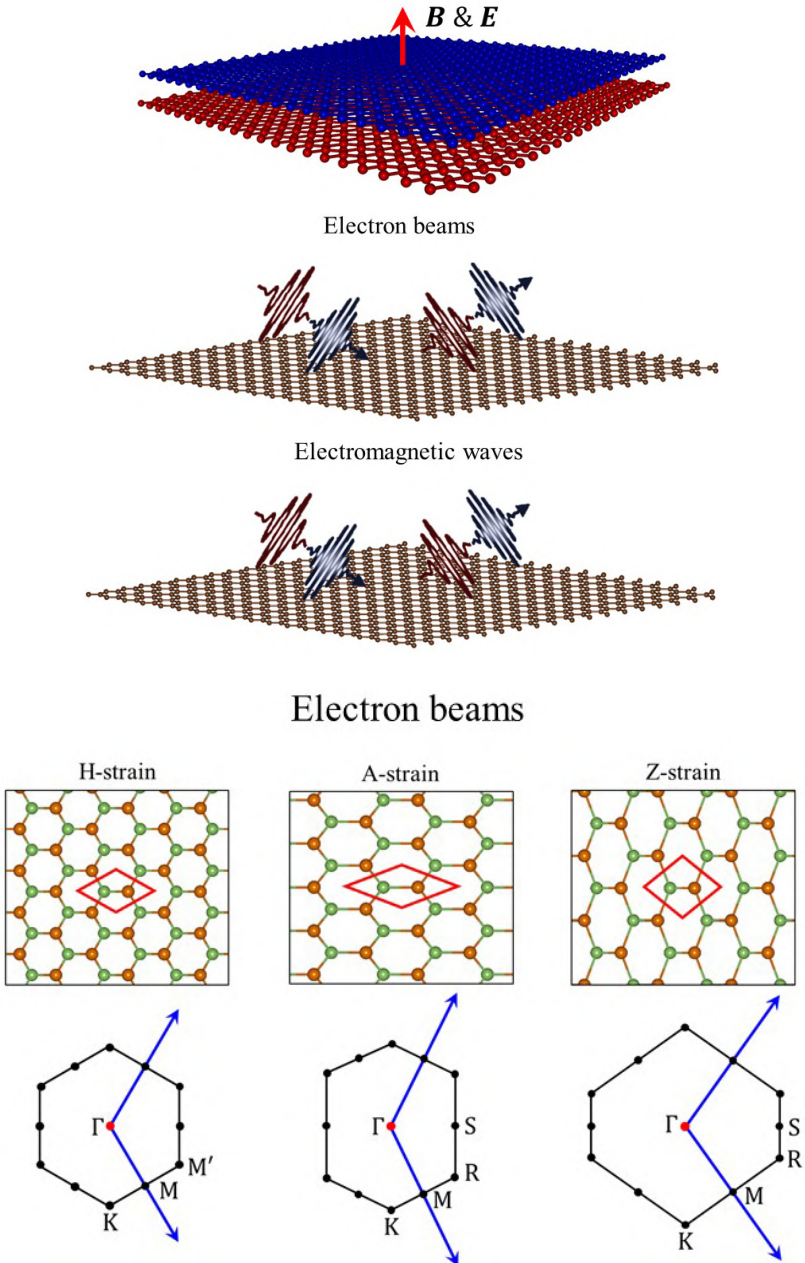 B & E
Electron beams
Electromagnetic waves
Electron beams
H-strain A-strain Z-strain
Γ Γ S Γ S
M′ R R
M M M
K K K